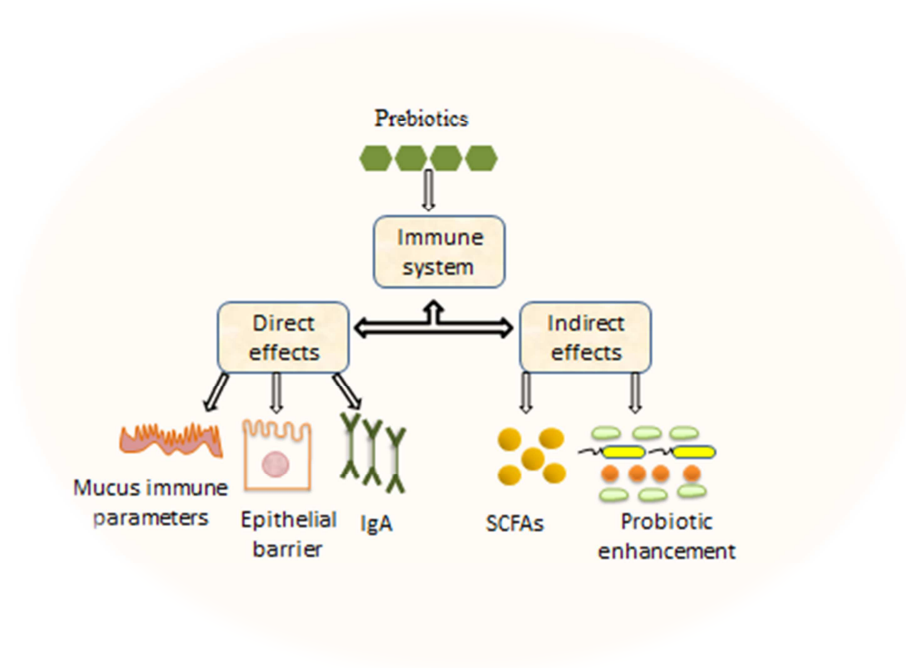 Prebiotics
Immune
system
Direct
effects
Indirect
effects
Mucus immune
parameters
Epithelial
barrier
IgA
SCFAs
Probiotic
enhancement